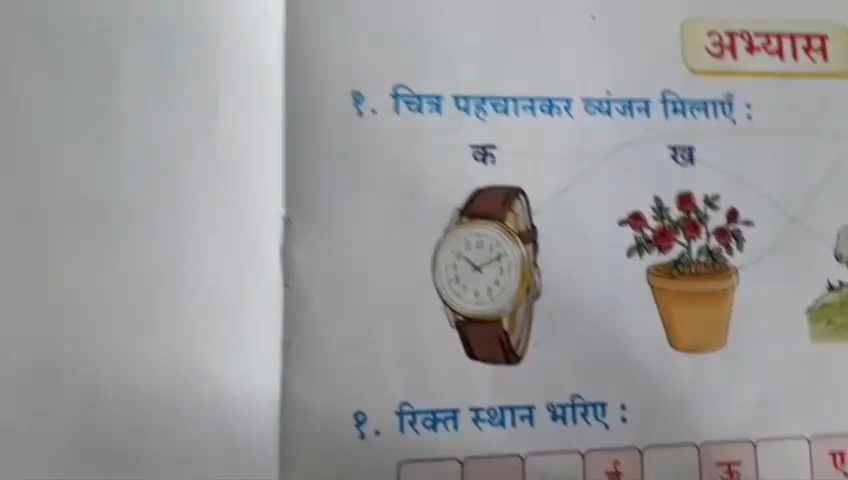 अभ्यास
१. चित्र पहचानकर व्यंजन मिलाएँ :
क ख
१. रिक्त स्थान भरिए :
ऊ ए